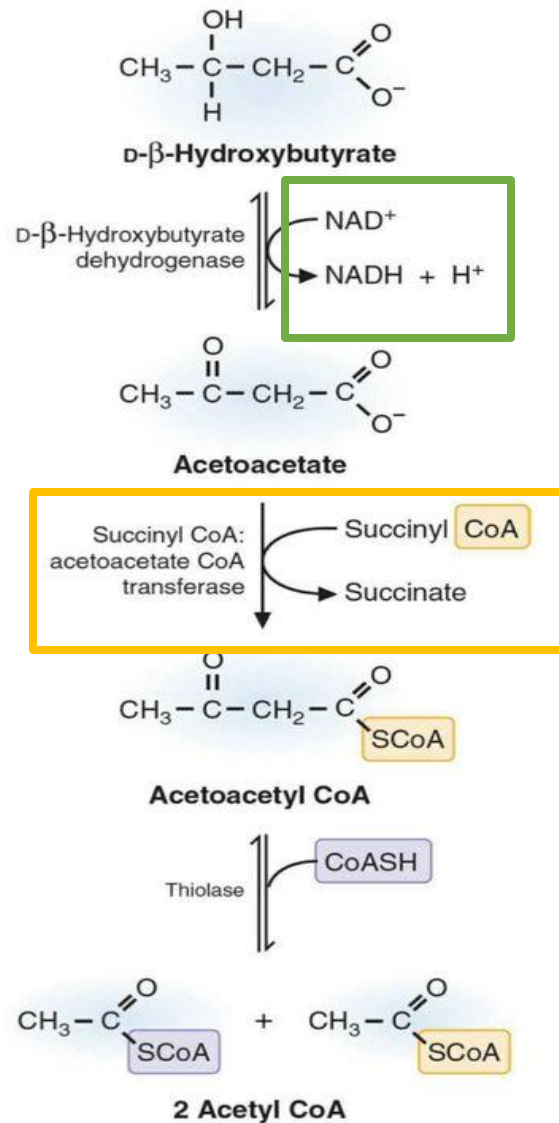 OH
CH₃ – C – CH₂ – C
O
O⁻
H
D-β-Hydroxybutyrate
D-β-Hydroxybutyrate
dehydrogenase
NAD⁺
NADH + H⁺
O
CH₃ – C – CH₂ – C
O
O⁻
Acetoacetate
Succinyl CoA:
acetoacetate CoA
transferase
Succinyl CoA
Succinate
O
CH₃ – C – CH₂ – C
O
SCoA
Acetoacetyl CoA
Thiolase
CoASH
CH₃ – C
O
SCoA
+
CH₃ – C
O
SCoA
2 Acetyl CoA